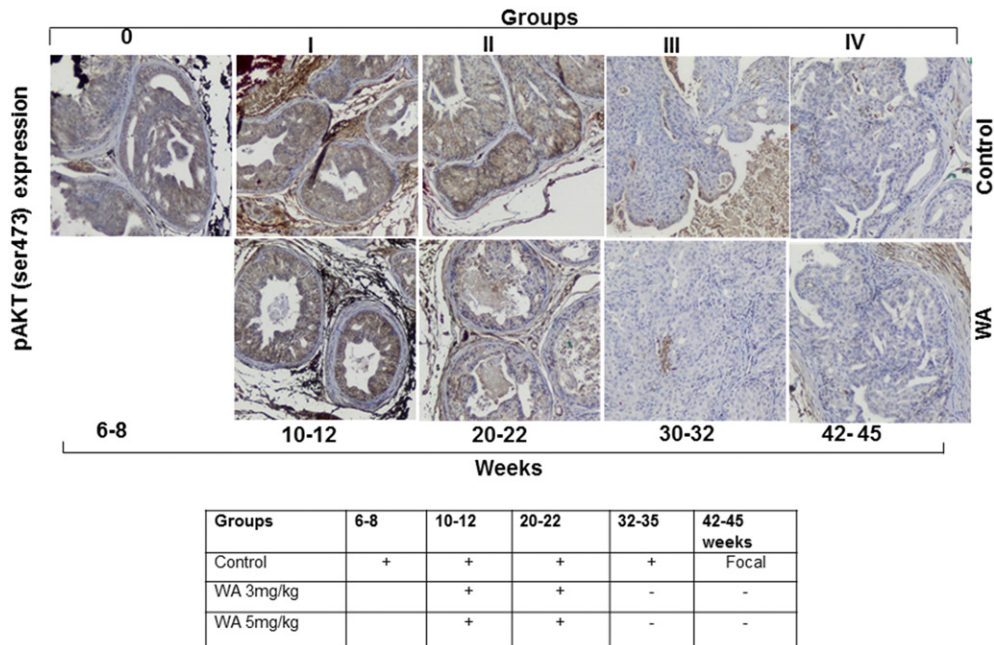 Groups
0 I II III IV
pAKT (ser473) expression
Control
WA
6-8 10-12 20-22 30-32 42- 45
Weeks
Groups 6-8 10-12 20-22 32-35 42-45 weeks
Control + + + + Focal
WA 3mg/kg + + - -
WA 5mg/kg + + - -